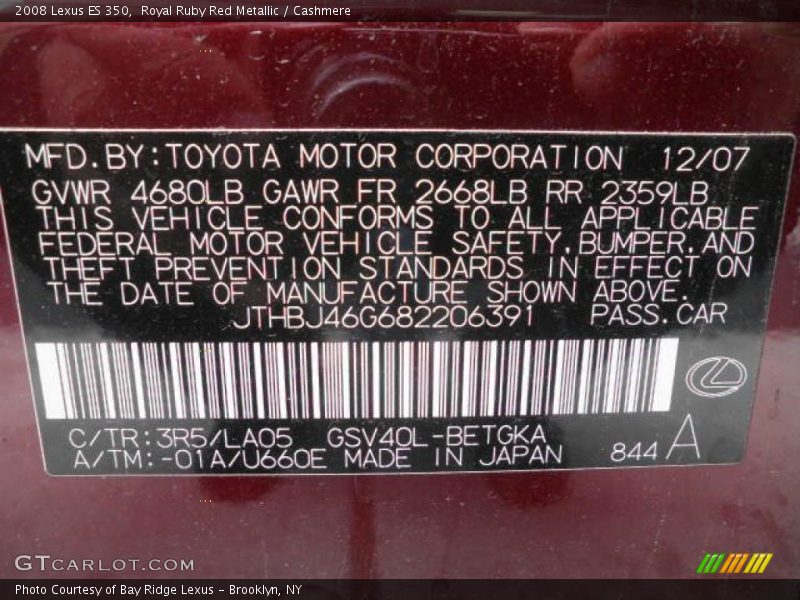 2008 Lexus ES 350, Royal Ruby Red Metallic / Cashmere
MFD.BY:TOYOTA MOTOR CORPORATION 12/07
GVWR 4680LB GAWR FR 2668LB RR 2359LB
THIS VEHICLE CONFORMS TO ALL APPLICABLE
FEDERAL MOTOR VEHICLE SAFETY,BUMPER,AND
THEFT PREVENTION STANDARDS IN EFFECT ON
THE DATE OF MANUFACTURE SHOWN ABOVE.
JTHBJ46G682206391 PASS.CAR
C/TR:3R5/LA05 GSV40L-BETGKA
A/TM:-01A/U660E MADE IN JAPAN 844 A
GTCARLOT.COM
Photo Courtesy of Bay Ridge Lexus - Brooklyn, NY